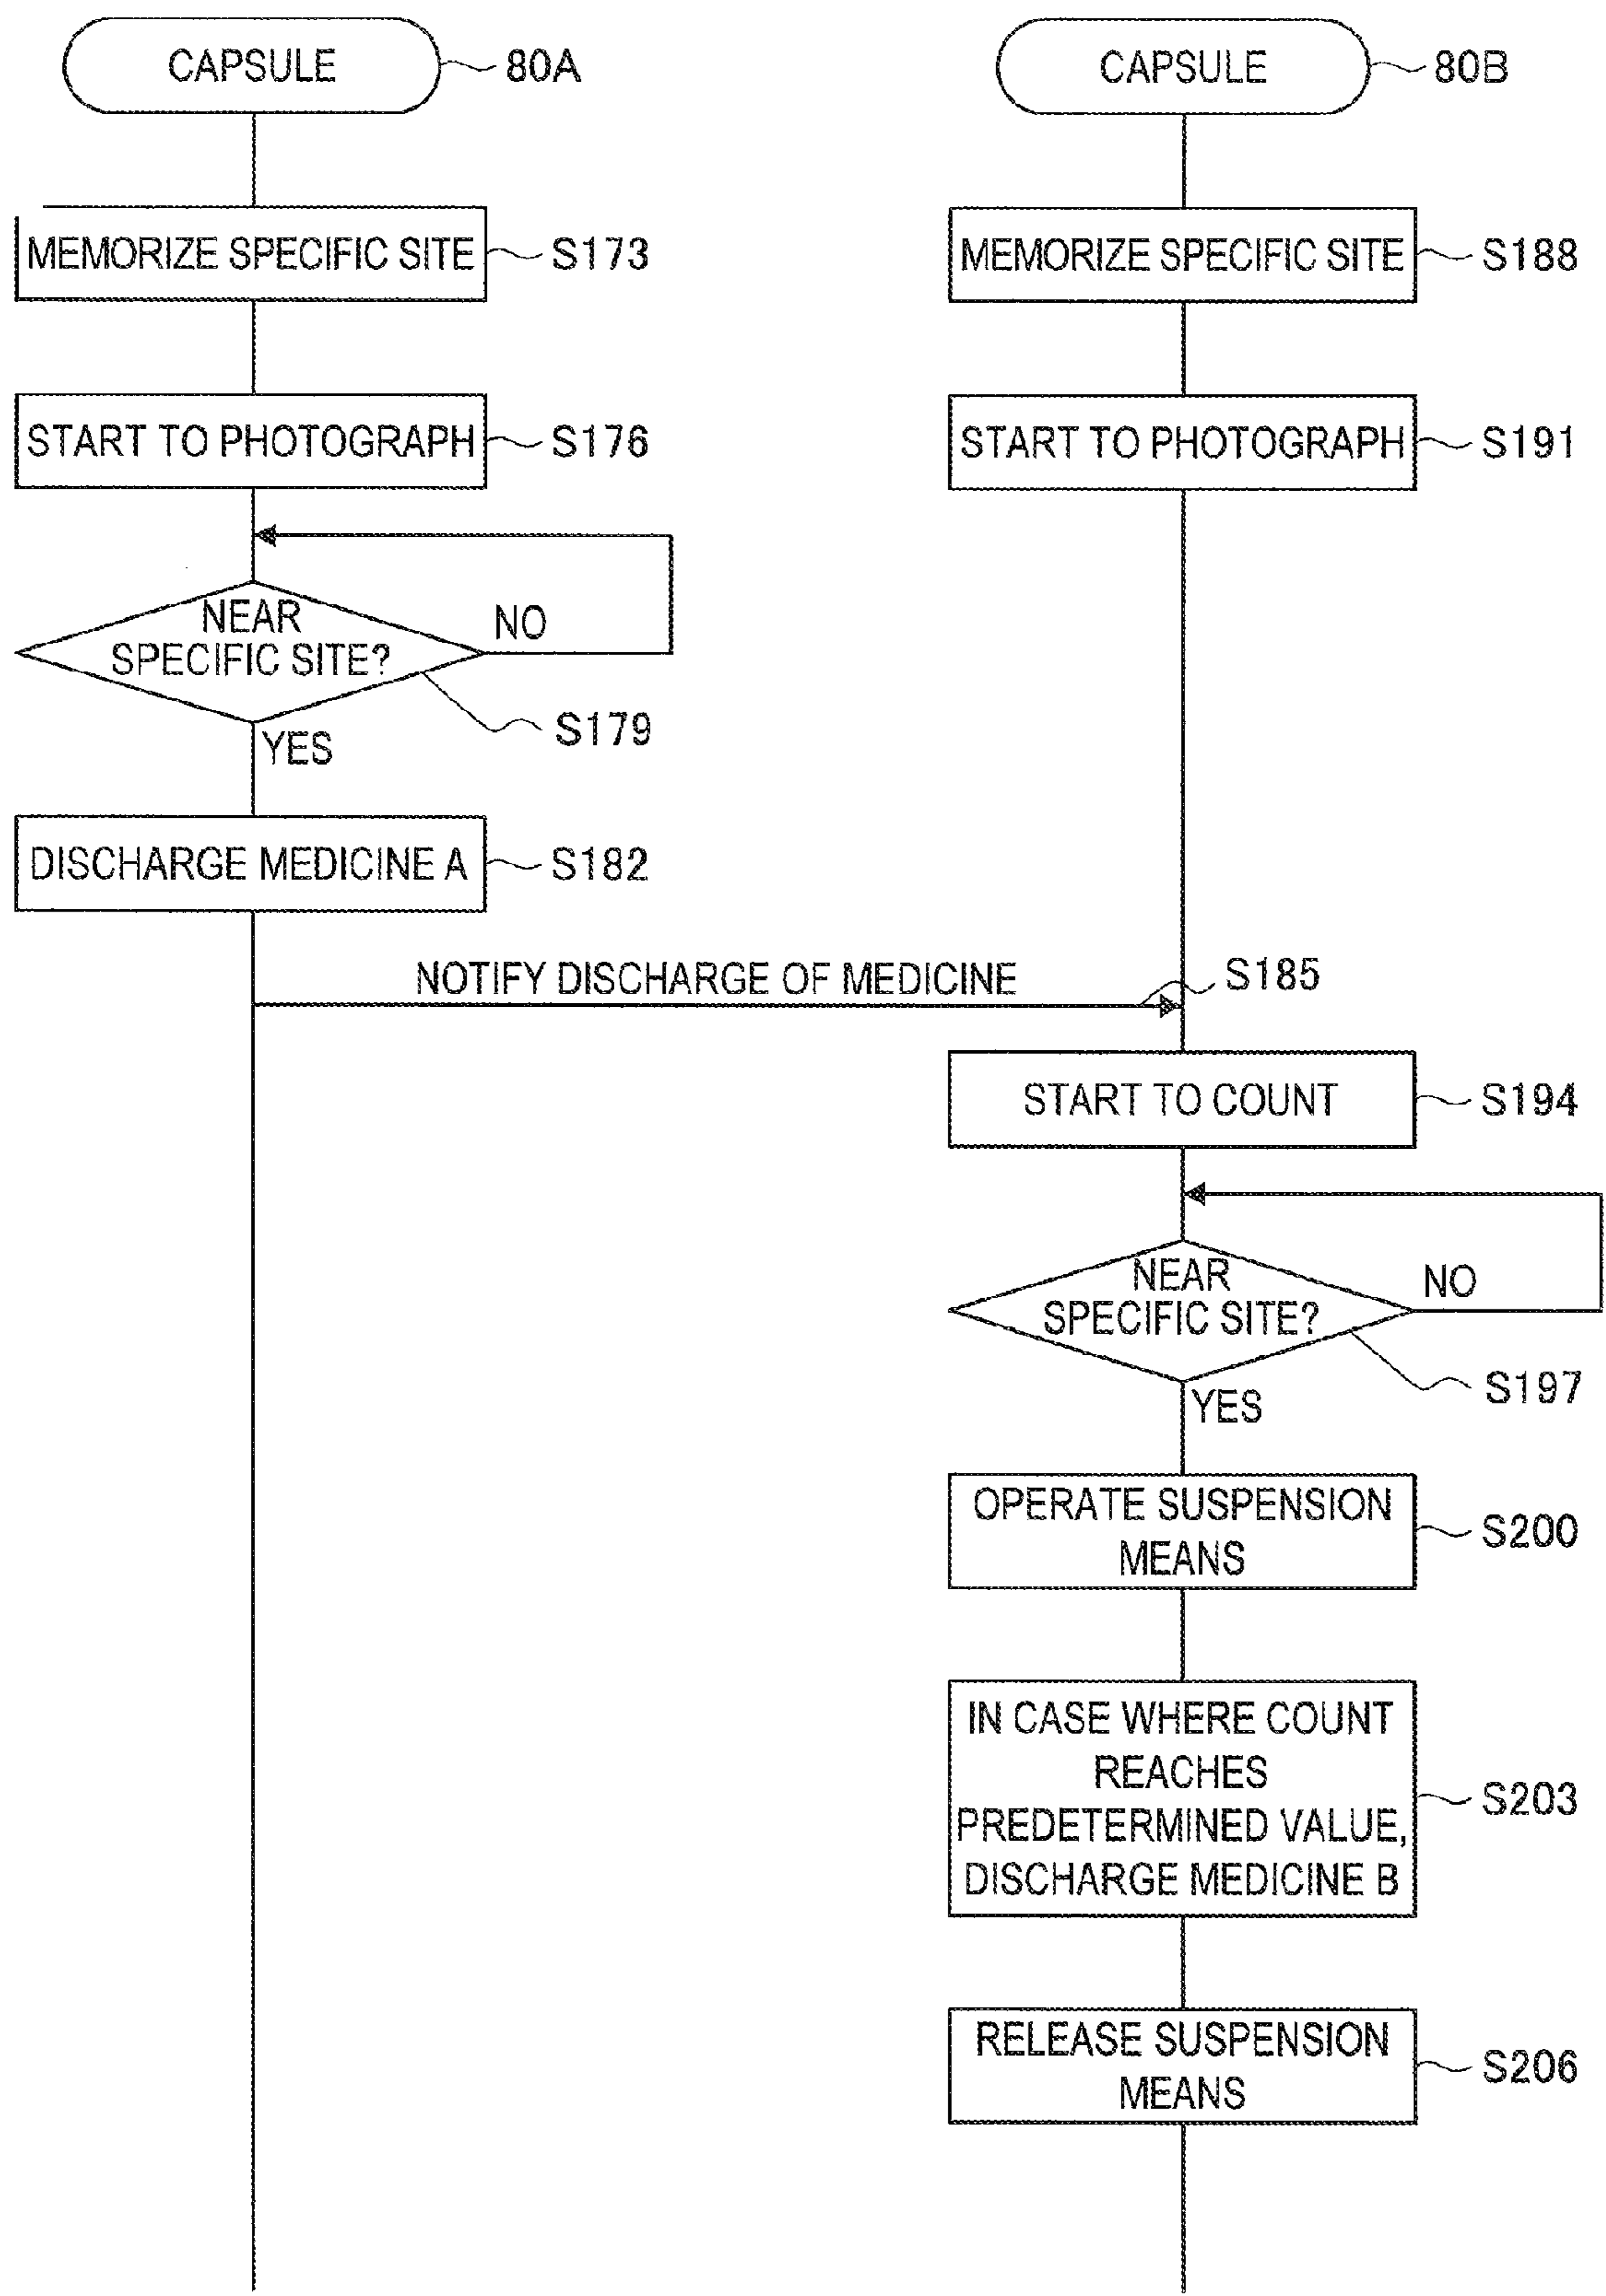 CAPSULE 80A
CAPSULE 80B
MEMORIZE SPECIFIC SITE S173
MEMORIZE SPECIFIC SITE S188
START TO PHOTOGRAPH S176
START TO PHOTOGRAPH S191
NEAR
SPECIFIC SITE?
NO
S179
YES
DISCHARGE MEDICINE A S182
NOTIFY DISCHARGE OF MEDICINE S185
START TO COUNT S194
NEAR
SPECIFIC SITE?
NO
S197
YES
OPERATE SUSPENSION
MEANS
S200
IN CASE WHERE COUNT
REACHES
PREDETERMINED VALUE,
DISCHARGE MEDICINE B
S203
RELEASE SUSPENSION
MEANS
S206